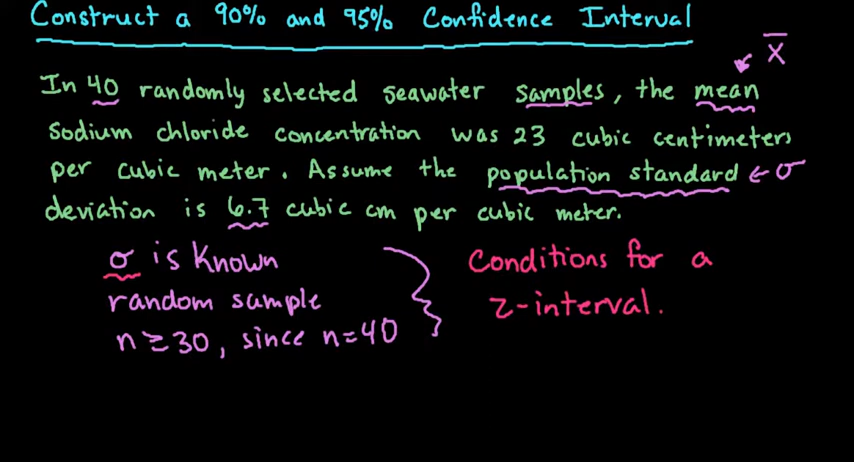 Construct a 90% and 95% Confidence Interval
x̄
In 40 randomly selected seawater samples, the mean
sodium chloride concentration was 23 cubic centimeters
per cubic meter. Assume the population standard ← σ
deviation is 6.7 cubic cm per cubic meter.
σ is known
random sample
n ≥ 30, since n = 40
Conditions for a
z-interval.